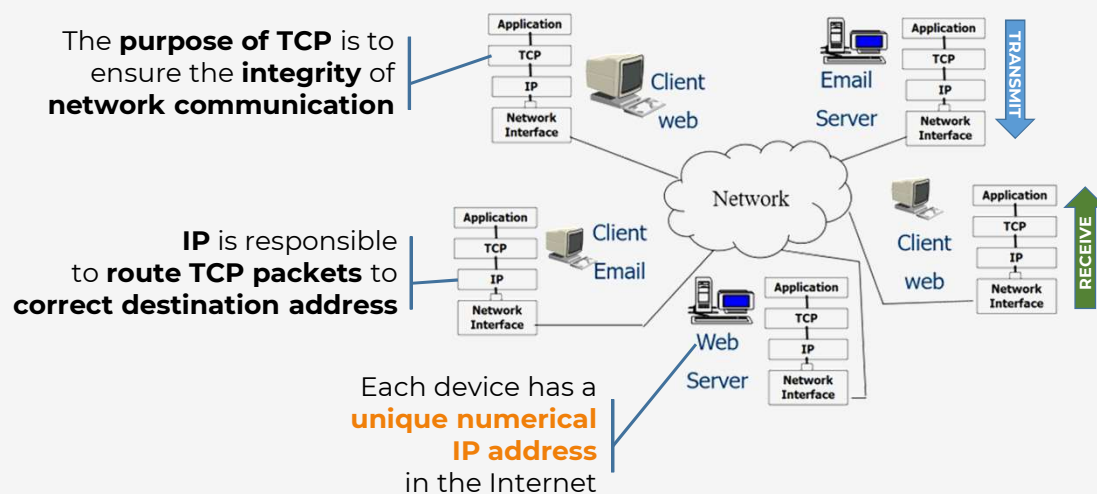 The purpose of TCP is to
ensure the integrity of
network communication
Application
TCP
IP
Network
Interface
Client
web
Email
Server
Application
TCP
IP
Network
Interface
TRANSMIT
Network
IP is responsible
to route TCP packets to
correct destination address
Application
TCP
IP
Network
Interface
Client
Email
Client
web
Application
TCP
IP
Network
Interface
RECEIVE
Web
Server
Application
TCP
IP
Network
Interface
Each device has a
unique numerical
IP address
in the Internet